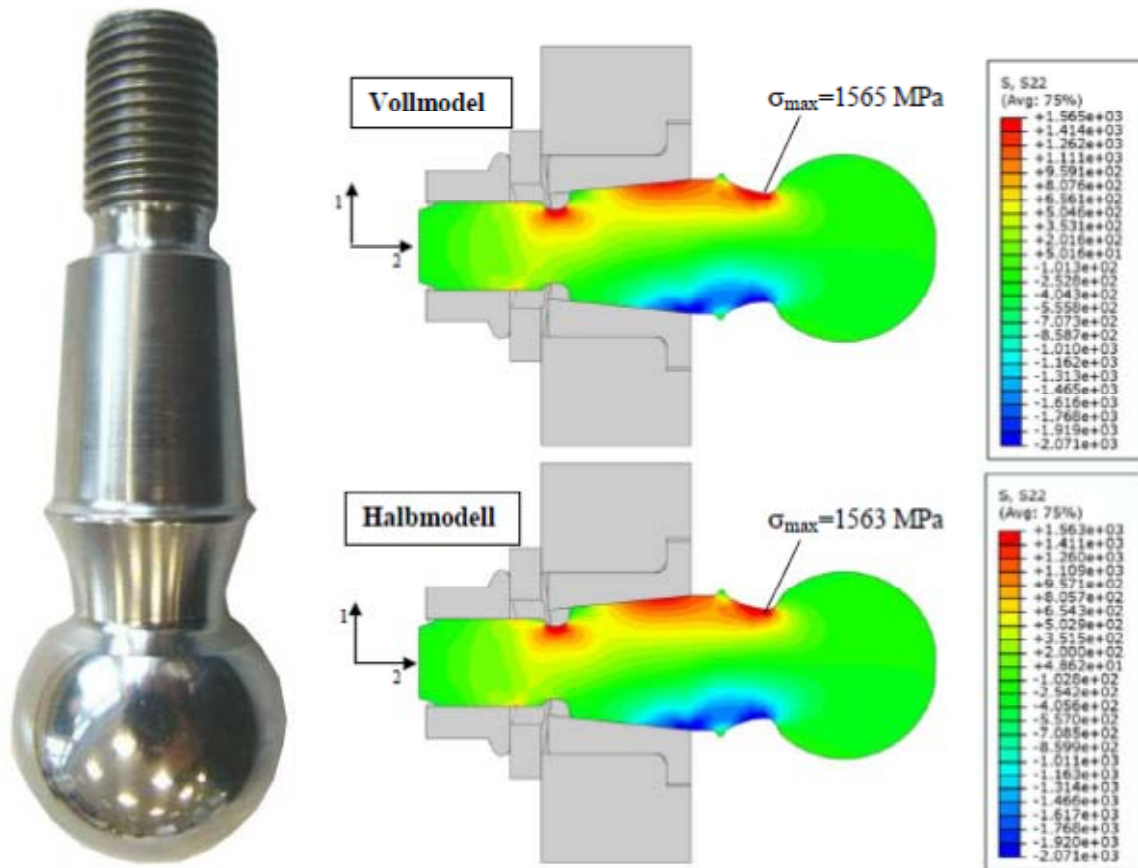 Vollmodel
σmax=1565 MPa
1
2
S, S22
(Avg: 75%)
+1.565e+03
+1.414e+03
+1.262e+03
+1.111e+03
+9.591e+02
+8.076e+02
+6.561e+02
+5.046e+02
+3.531e+02
+2.016e+02
+5.016e+01
-1.013e+02
-2.528e+02
-4.043e+02
-5.558e+02
-7.073e+02
-8.587e+02
-1.010e+03
-1.162e+03
-1.313e+03
-1.465e+03
-1.616e+03
-1.768e+03
-1.919e+03
-2.071e+03
Halbmodell
σmax=1563 MPa
1
2
S, S22
(Avg: 75%)
+1.563e+03
+1.411e+03
+1.260e+03
+1.109e+03
+9.571e+02
+8.057e+02
+6.543e+02
+5.029e+02
+3.515e+02
+2.000e+02
+4.862e+01
-1.028e+02
-2.542e+02
-4.056e+02
-5.570e+02
-7.085e+02
-8.599e+02
-1.011e+03
-1.163e+03
-1.314e+03
-1.466e+03
-1.617e+03
-1.768e+03
-1.920e+03
-2.071e+03